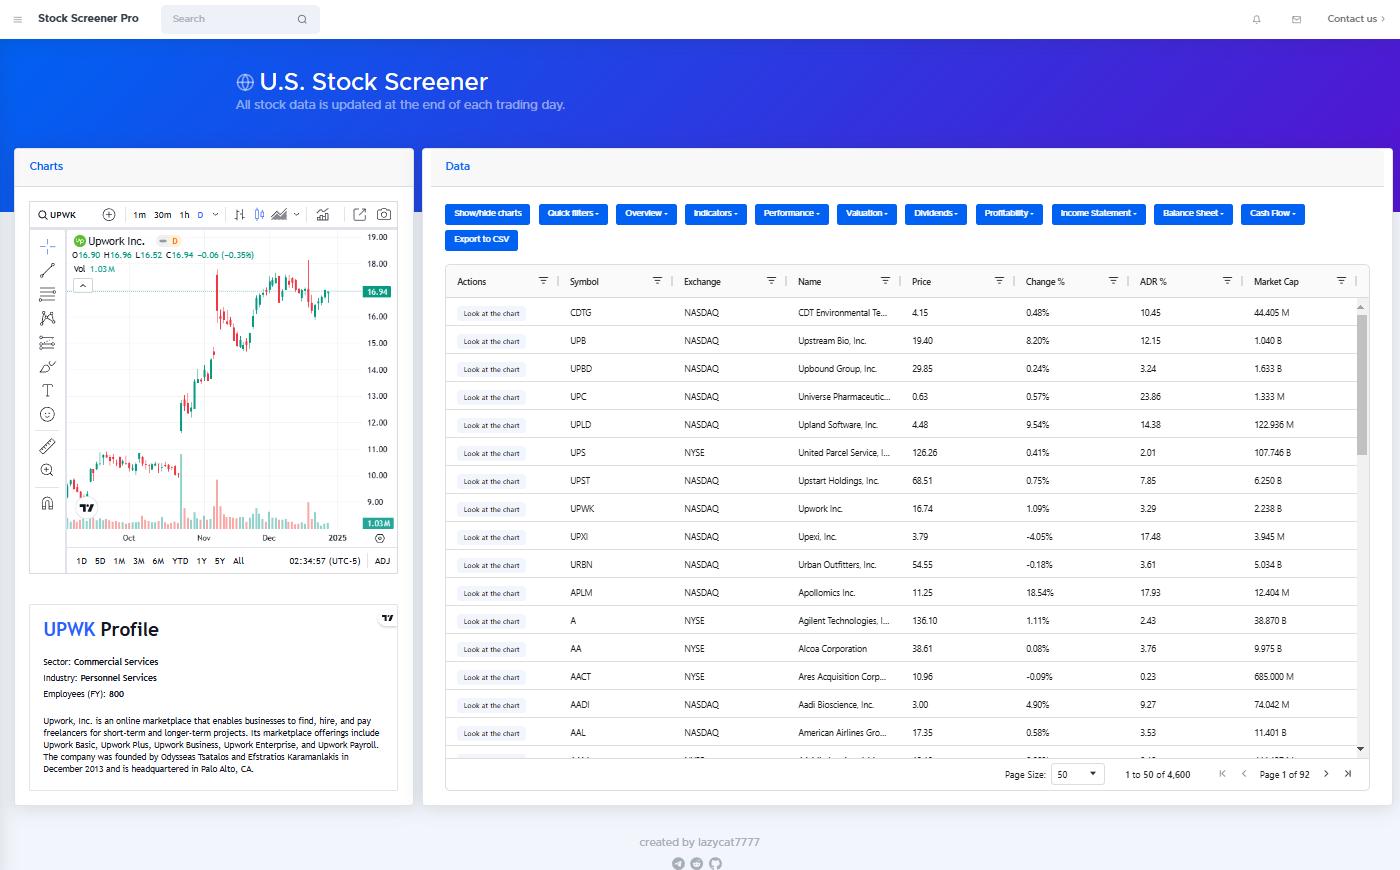 Stock Screener Pro
Search
Contact us
U.S. Stock Screener
All stock data is updated at the end of each trading day.
Charts
UPWK 1m 30m 1h D
Upwork Inc. D
O16.90 H16.96 L16.52 C16.94 −0.06 (−0.35%)
Vol 1.03M
19.00
18.00
16.94
16.00
15.00
14.00
13.00
12.00
11.00
10.00
9.00
1.03M
Oct Nov Dec 2025
1D 5D 1M 3M 6M YTD 1Y 5Y All 02:34:57 (UTC-5) ADJ
UPWK Profile
Sector: Commercial Services
Industry: Personnel Services
Employees (FY): 800
Upwork, Inc. is an online marketplace that enables businesses to find, hire, and pay
freelancers for short-term and longer-term projects. Its marketplace offerings include
Upwork Basic, Upwork Plus, Upwork Business, Upwork Enterprise, and Upwork Payroll.
The company was founded by Odysseas Tsatalos and Efstratios Karamanlakis in
December 2013 and is headquartered in Palo Alto, CA.
Data
Show/hide charts Quick filters Overview Indicators Performance Valuation Dividends Profitability Income Statement Balance Sheet Cash Flow
Export to CSV
Actions Symbol Exchange Name Price Change % ADR % Market Cap
Look at the chart CDTG NASDAQ CDT Environmental Te... 4.15 0.48% 10.45 44.405 M
Look at the chart UPB NASDAQ Upstream Bio, Inc. 19.40 8.20% 12.15 1.040 B
Look at the chart UPBD NASDAQ Upbound Group, Inc. 29.85 0.24% 3.24 1.633 B
Look at the chart UPC NASDAQ Universe Pharmaceutic... 0.63 0.57% 23.86 1.333 M
Look at the chart UPLD NASDAQ Upland Software, Inc. 4.48 9.54% 14.38 122.936 M
Look at the chart UPS NYSE United Parcel Service, I... 126.26 0.41% 2.01 107.746 B
Look at the chart UPST NASDAQ Upstart Holdings, Inc. 68.51 0.75% 7.85 6.250 B
Look at the chart UPWK NASDAQ Upwork Inc. 16.74 1.09% 3.29 2.238 B
Look at the chart UPXI NASDAQ Upexi, Inc. 3.79 -4.05% 17.48 3.945 M
Look at the chart URBN NASDAQ Urban Outfitters, Inc. 54.55 -0.18% 3.61 5.034 B
Look at the chart APLM NASDAQ Apollomics Inc. 11.25 18.54% 17.93 12.404 M
Look at the chart A NYSE Agilent Technologies, I... 136.10 1.11% 2.43 38.870 B
Look at the chart AA NYSE Alcoa Corporation 38.61 0.08% 3.76 9.975 B
Look at the chart AACT NYSE Ares Acquisition Corp... 10.96 -0.09% 0.23 685.000 M
Look at the chart AADI NASDAQ Aadi Bioscience, Inc. 3.00 4.90% 9.27 74.042 M
Look at the chart AAL NASDAQ American Airlines Gro... 17.35 0.58% 3.53 11.401 B
Page Size: 50 1 to 50 of 4,600 Page 1 of 92
created by lazycat7777